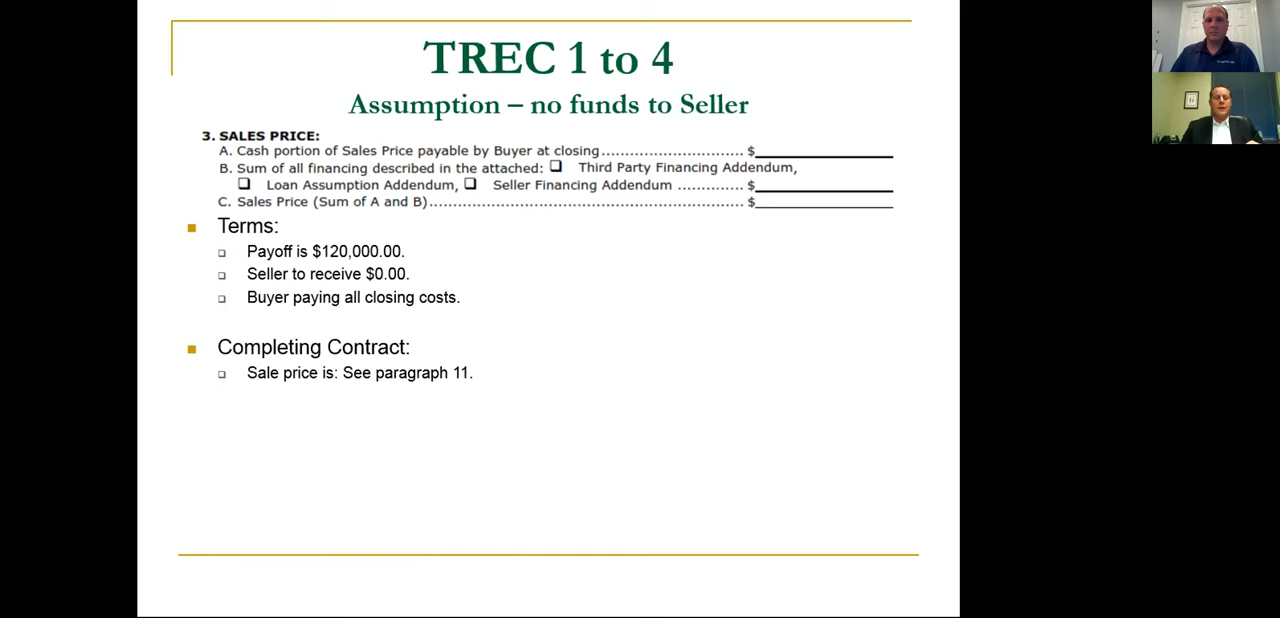 TREC 1 to 4
Assumption – no funds to Seller
3. SALES PRICE:
A. Cash portion of Sales Price payable by Buyer at closing............................ $
B. Sum of all financing described in the attached: ❑ Third Party Financing Addendum,
❑ Loan Assumption Addendum, ❑ Seller Financing Addendum .............. $
C. Sales Price (Sum of A and B)............................................................... $
Terms:
Payoff is $120,000.00.
Seller to receive $0.00.
Buyer paying all closing costs.
Completing Contract:
Sale price is: See paragraph 11.